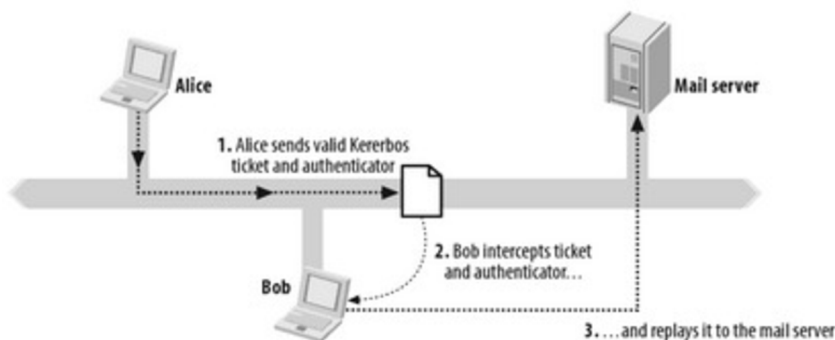 Alice
Mail server
1. Alice sends valid Kererbos
ticket and authenticator
2. Bob intercepts ticket
and authenticator...
Bob
3. ....and replays it to the mail server